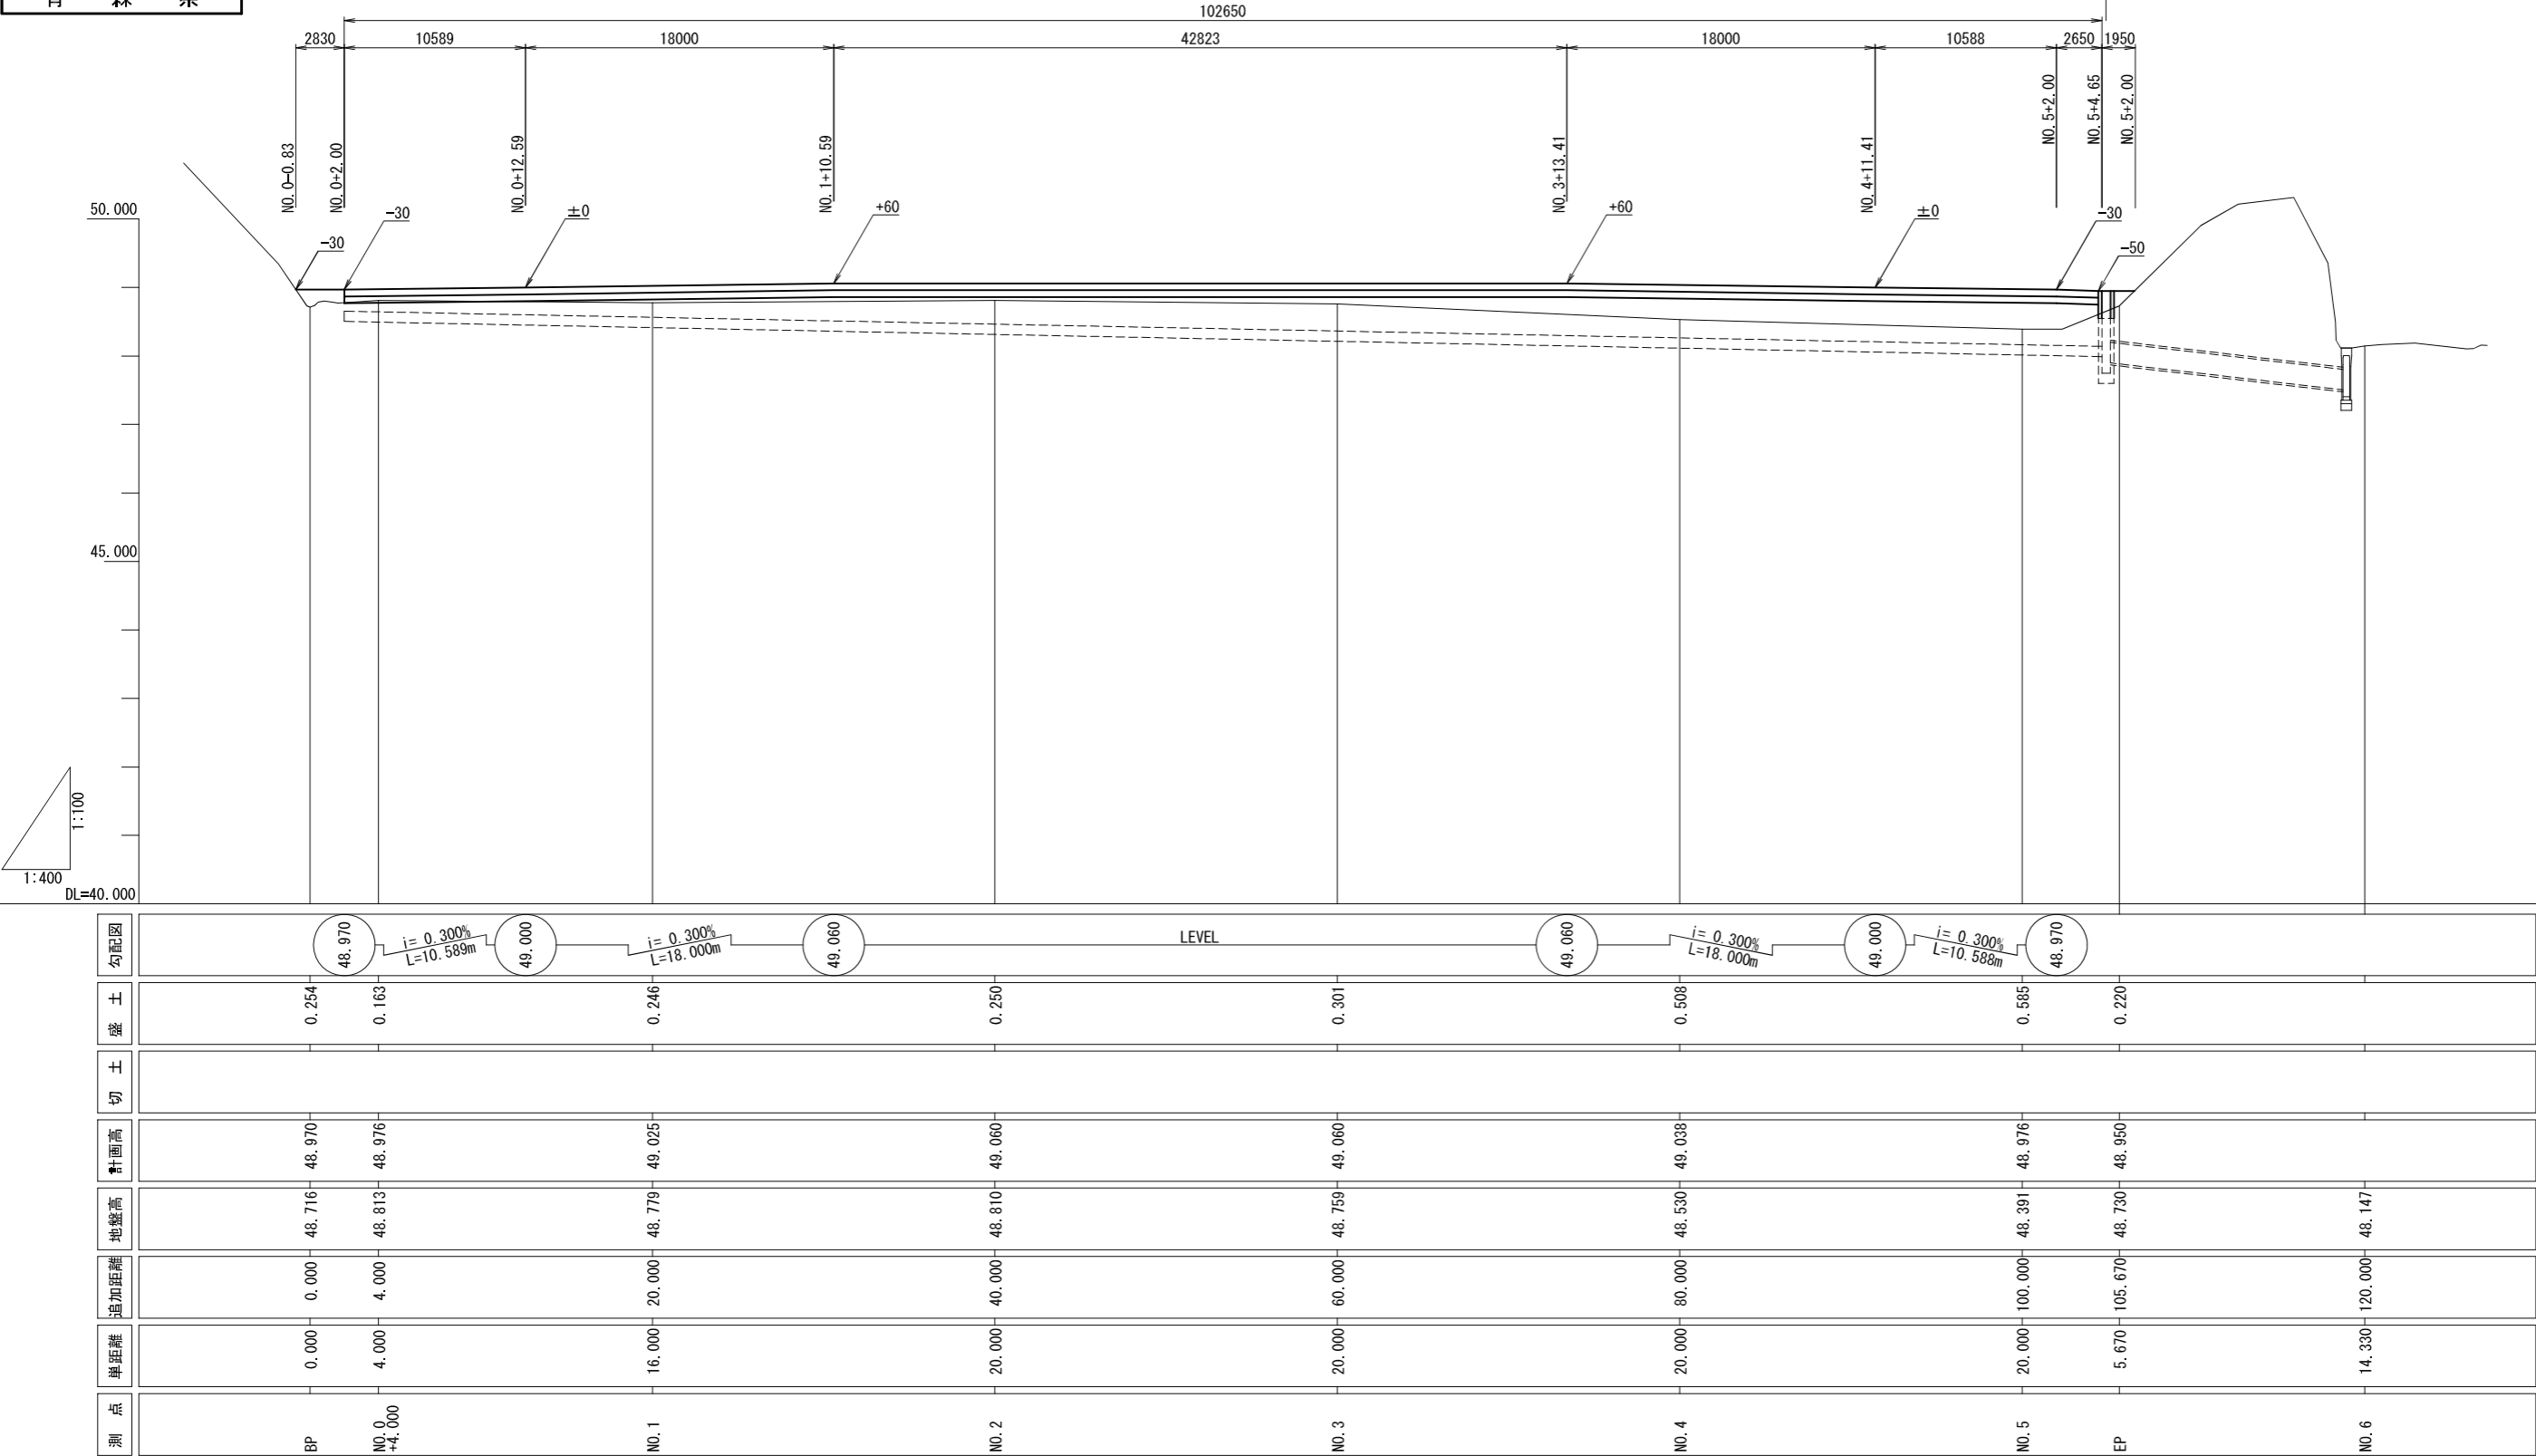 青 森 県
102650
2830 10589 18000 42823 18000 10588 2650 1950
NO.0-0.83
NO.0+2.00
NO.0+12.59
NO.1+10.59
NO.3+13.41
NO.4+11.41
NO.5+2.00
NO.5+4.65
NO.5+2.00
-30
-30
±0
+60
+60
±0
-30
-50
50.000
45.000
DL=40.000
1:100
1:400
勾配図
48.970
i= 0.300%
L=10.589m
49.000
i= 0.300%
L=18.000m
49.060
LEVEL
49.060
i= 0.300%
L=18.000m
49.000
i= 0.300%
L=10.588m
48.970
盛 土 0.254 0.163 0.246 0.250 0.301 0.508 0.585 0.220
切 土
計画高 48.970 48.976 49.025 49.060 49.060 49.038 48.976 48.950
地盤高 48.716 48.813 48.779 48.810 48.759 48.530 48.391 48.730 48.147
追加距離 0.000 4.000 20.000 40.000 60.000 80.000 100.000 105.670 120.000
単距離 0.000 4.000 16.000 20.000 20.000 20.000 20.000 5.670 14.330
測 点 BP NO.0 +4.000 NO.1 NO.2 NO.3 NO.4 NO.5 EP NO.6